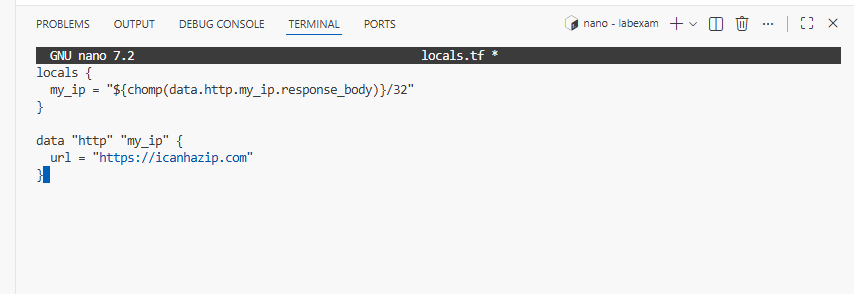 PROBLEMS OUTPUT DEBUG CONSOLE TERMINAL PORTS nano - labexam
GNU nano 7.2 locals.tf *
locals {
  my_ip = "${chomp(data.http.my_ip.response_body)}/32"
}
data "http" "my_ip" {
  url = "https://icanhazip.com"
}